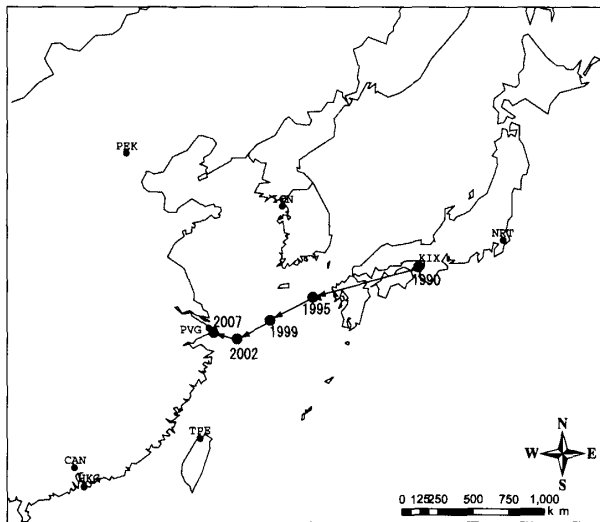 PEK
ICN
NRT
KIX
1990
1995
1999
2007
PVG
2002
TPE
CAN
HKG
N
W E
S
0 125250 500 750 1,000
km